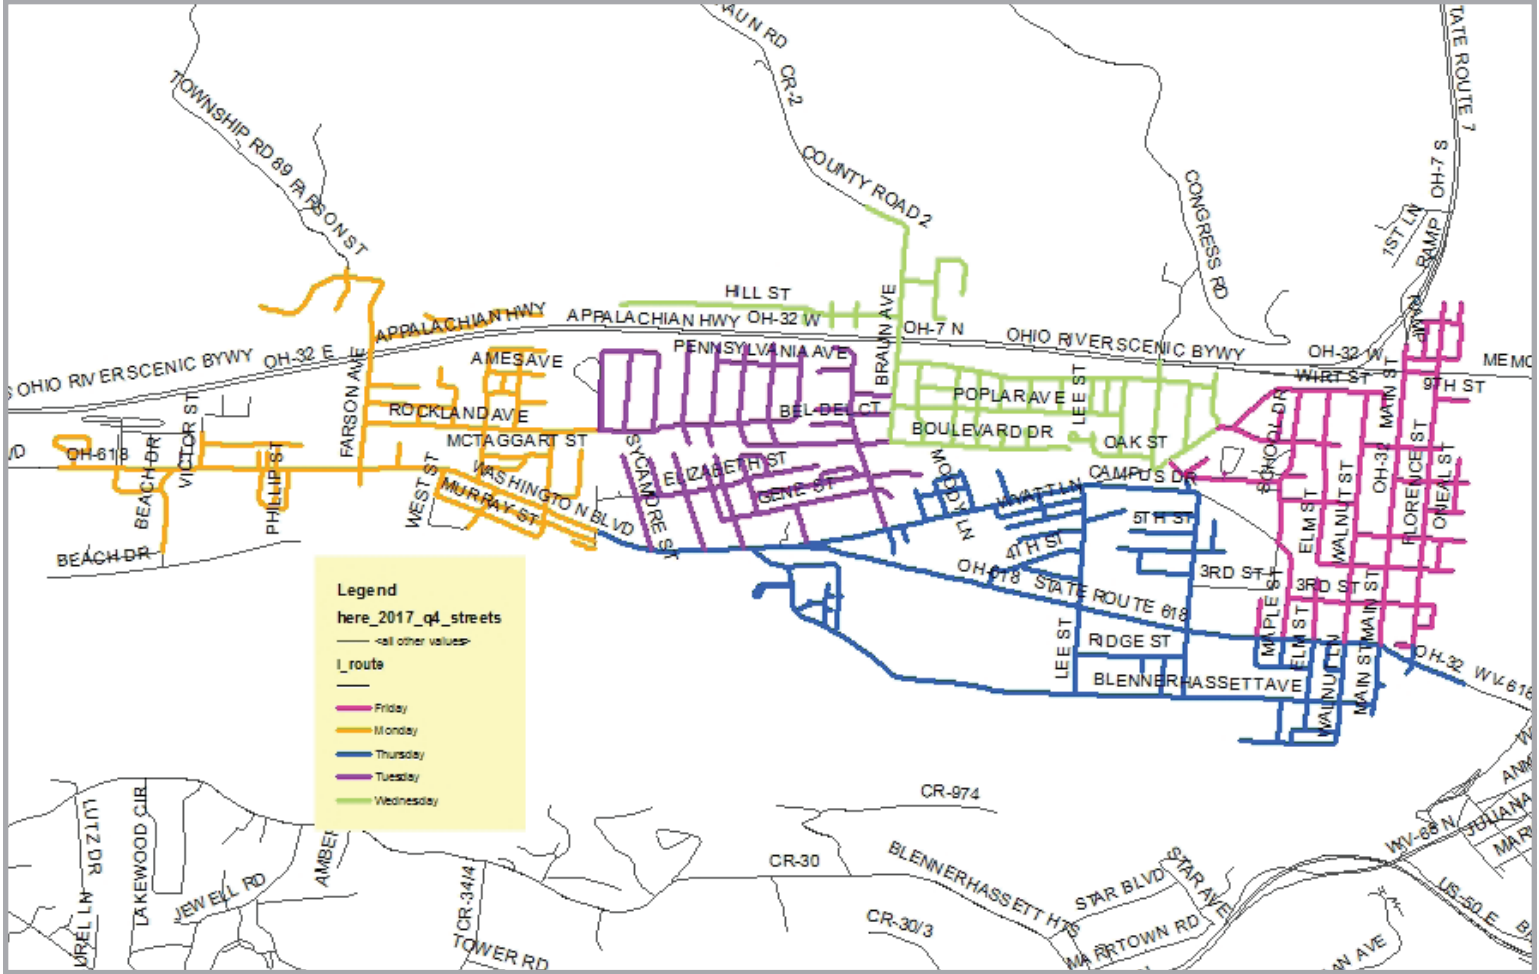 AUN RD
CR-2
TATE ROUTE 7
TOWNSHIP RD 89 PARSON ST
COUNTY ROAD 2
CONGRESS RD
OH-7 S
1ST LN
RAMP
RAMP
HILL ST
APPALACHIAN HWY
APPALACHIAN HWY
OH-32 W
BRAUN AVE
OH-7 N
OHIO RIVER SCENIC BYWY
OH-32 W
S OHIO RIVER SCENIC BYWY
OH-32 E
FARSON AVE
AMES AVE
PENNSYLVANIA AVE
MEMO
WIRT ST
9TH ST
MAIN ST
ROCKLAND AVE
BEL-DEL CT
POPLAR AVE
LEE ST
SCHOOL DR
VICTOR ST
MCTAGGART ST
BOULEVARD DR
OAK ST
VD
OH-618
BEACH DR
PHILLIP ST
WEST ST
WASHINGTON BLVD
MURRAY ST
SYCAMORE ST
ELIZABETH ST
GENE ST
MOODY LN
WYATT LN
CAMPUS DR
5TH ST
4TH ST
ELM ST
WALNUT ST
OH-32
FLORENCE ST
ONEAL ST
BEACH DR
OH-618
STATE ROUTE 618
3RD ST
3RD ST
MAPLE ST
ELM ST
MAIN ST
LEE ST
RIDGE ST
BLENNERHASSETT AVE
WALNUT LN
MAIN ST
OH-32
WV-618
Legend
here_2017_q4_streets
<all other values>
l_route
Friday
Monday
Thursday
Tuesday
Wednesday
LUTZ DR
LAKEWOOD CIR
AMBER
JEWELL RD
URELL LN
CR-34/4
TOWER RD
CR-974
CR-30
BLENNERHASSETT HTS
CR-30/3
STAR BLVD
STAR AVE
MARRTOWN RD
WV-68 N
JULIANA
ANM
MAR
US-50 E
AN AVE